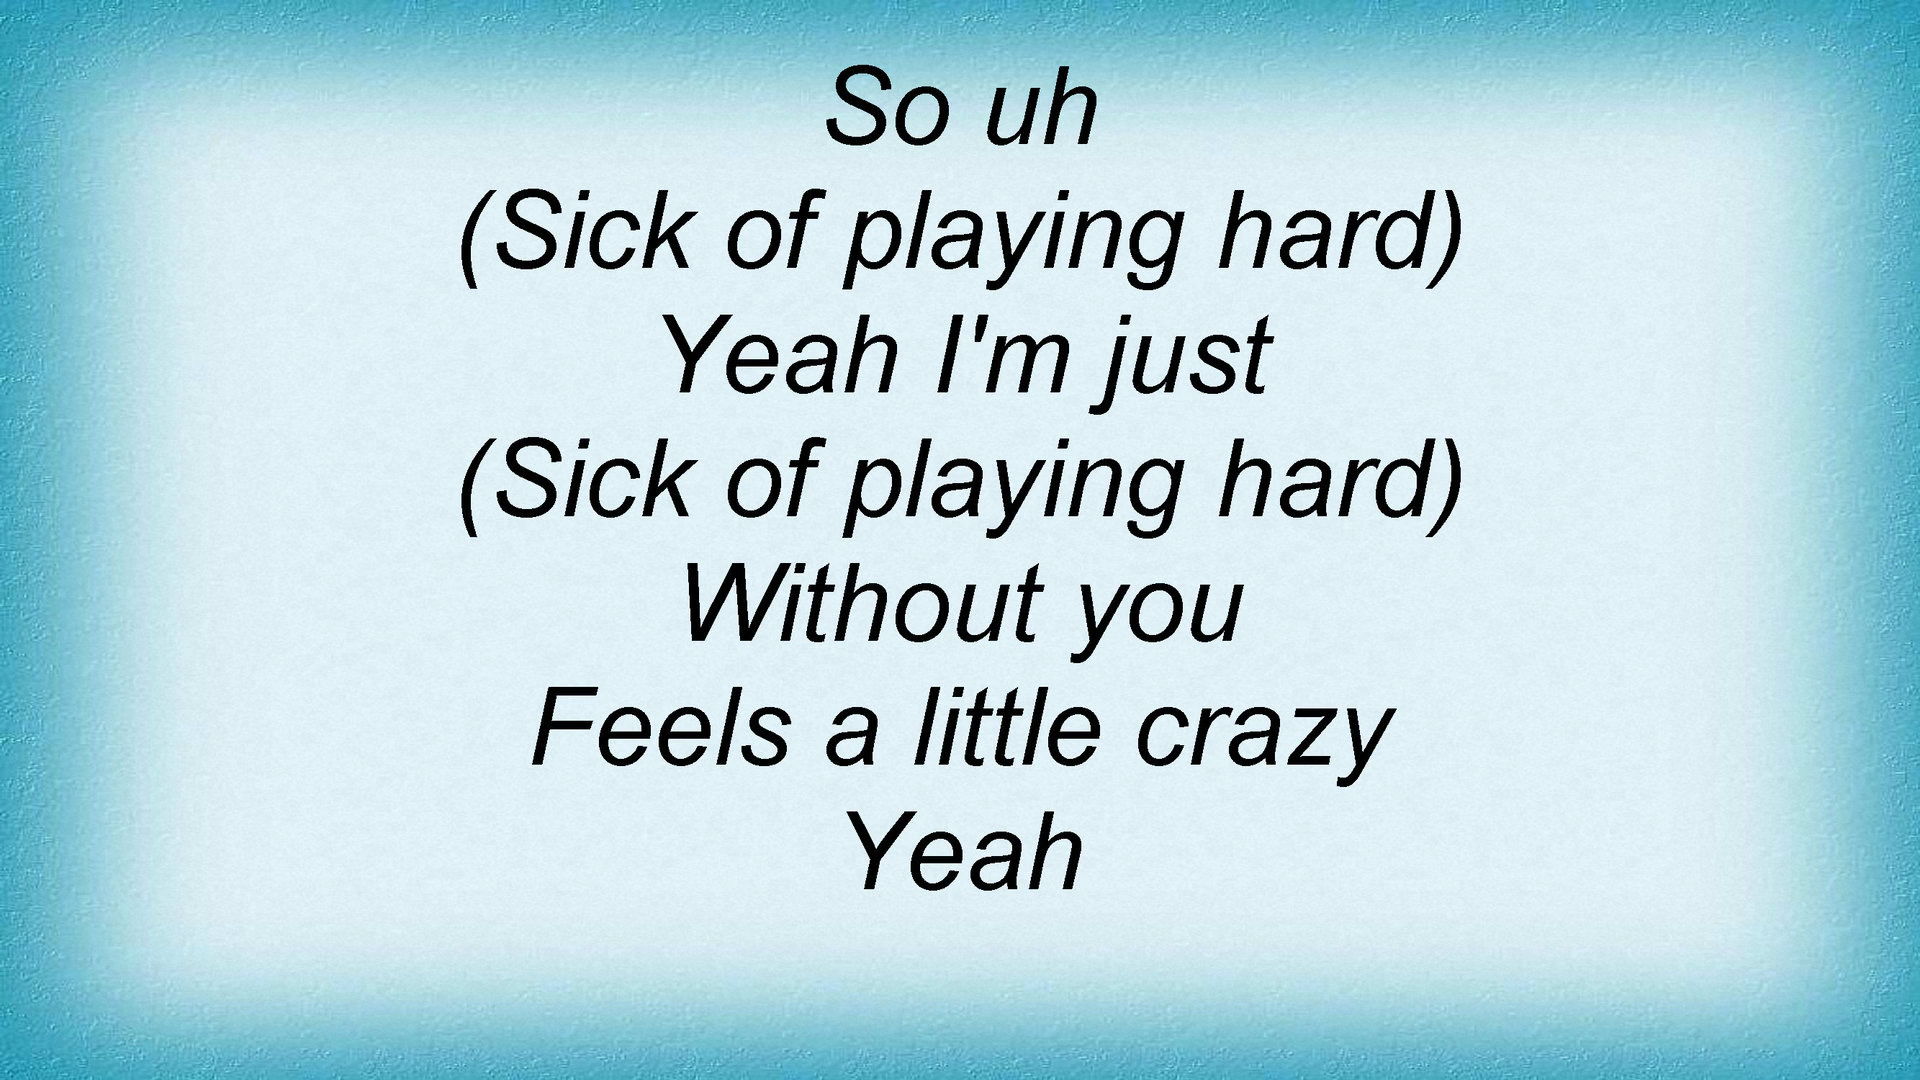 So uh
(Sick of playing hard)
Yeah I'm just
(Sick of playing hard)
Without you
Feels a little crazy
Yeah